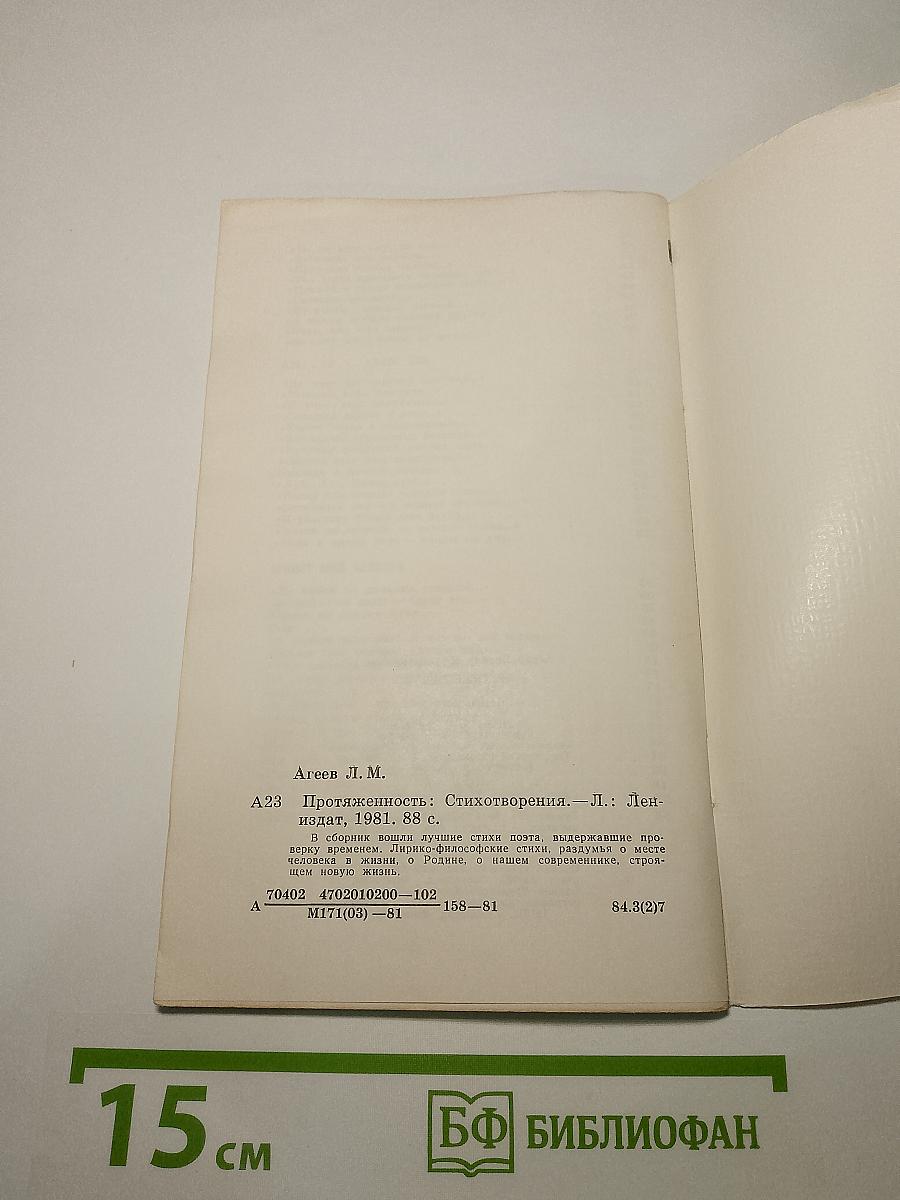 Агеев Л. М.
А23 Протяженность: Стихотворения.—Л.: Лен-
издат, 1981. 88 с.
В сборник вошли лучшие стихи поэта, выдержавшие про-
верку временем. Лирико-философские стихи, раздумья о месте
человека в жизни, о Родине, о нашем современнике, строя-
щем новую жизнь.
70402 4702010200—102
А М171(03)—81 158—81 84.3(2)7
15 см
БФ БИБЛИОФАН